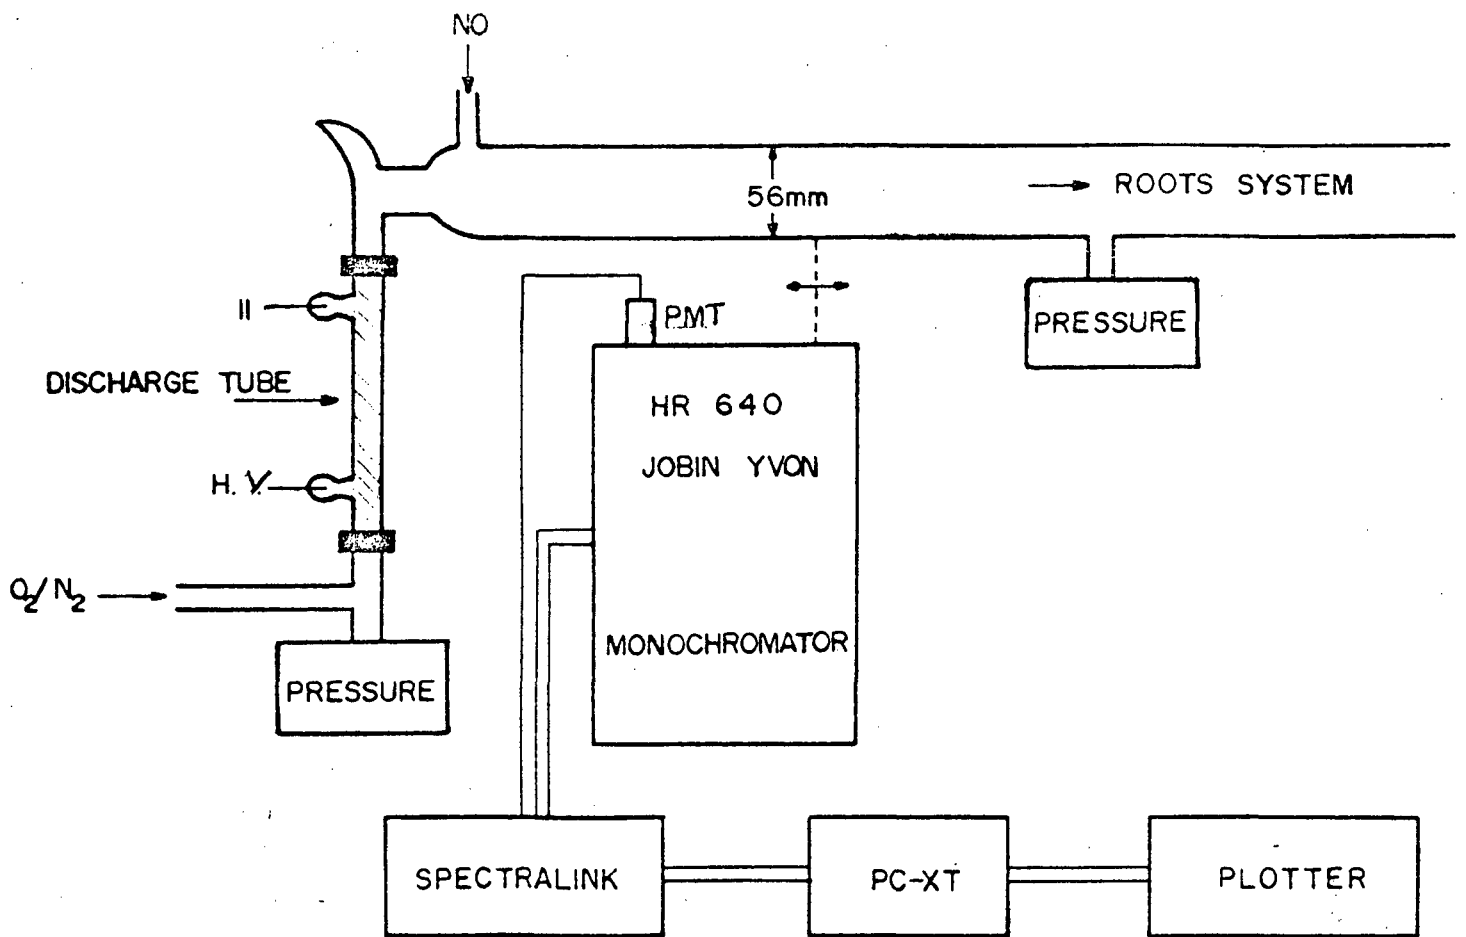 NO
56mm
ROOTS SYSTEM
PRESSURE
PMT
II
DISCHARGE TUBE
HR 640
JOBIN YVON
H. V.
MONOCHROMATOR
O2/N2
PRESSURE
SPECTRALINK
PC-XT
PLOTTER